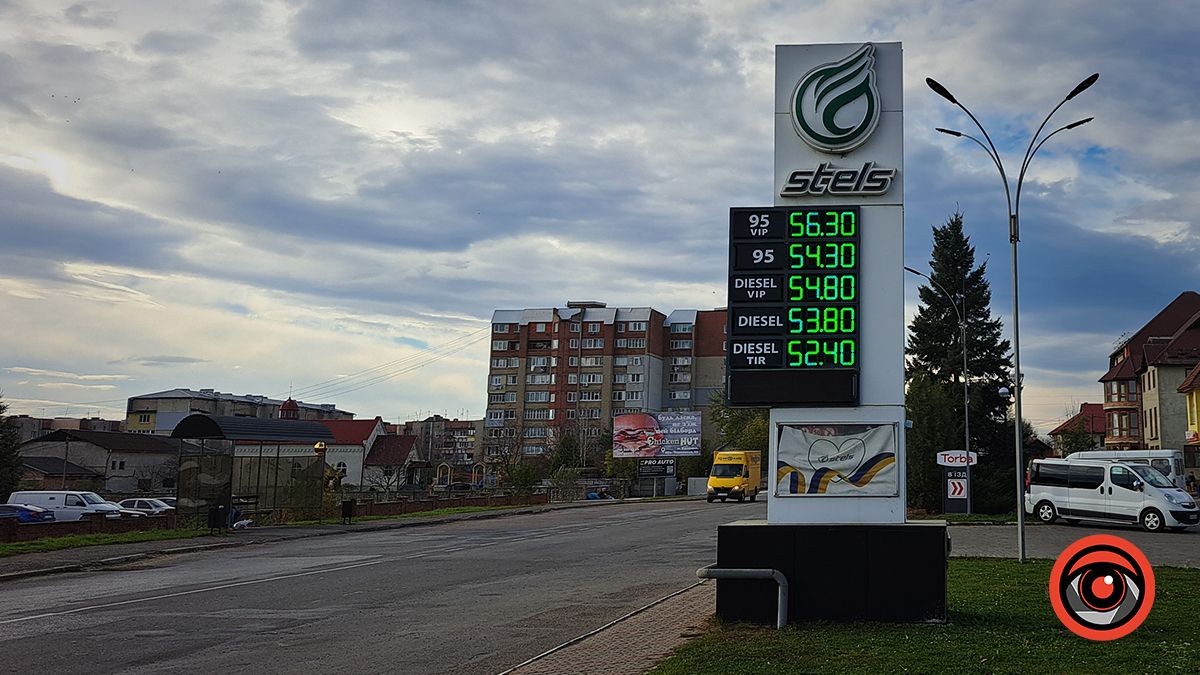 stels
95
VIP
56.30
95
54.30
DIESEL
VIP
54.80
DIESEL
53.80
DIESEL
TIR
52.40
stels
Chicken HUT
PRO AUTO
Torba
В'ЇЗД